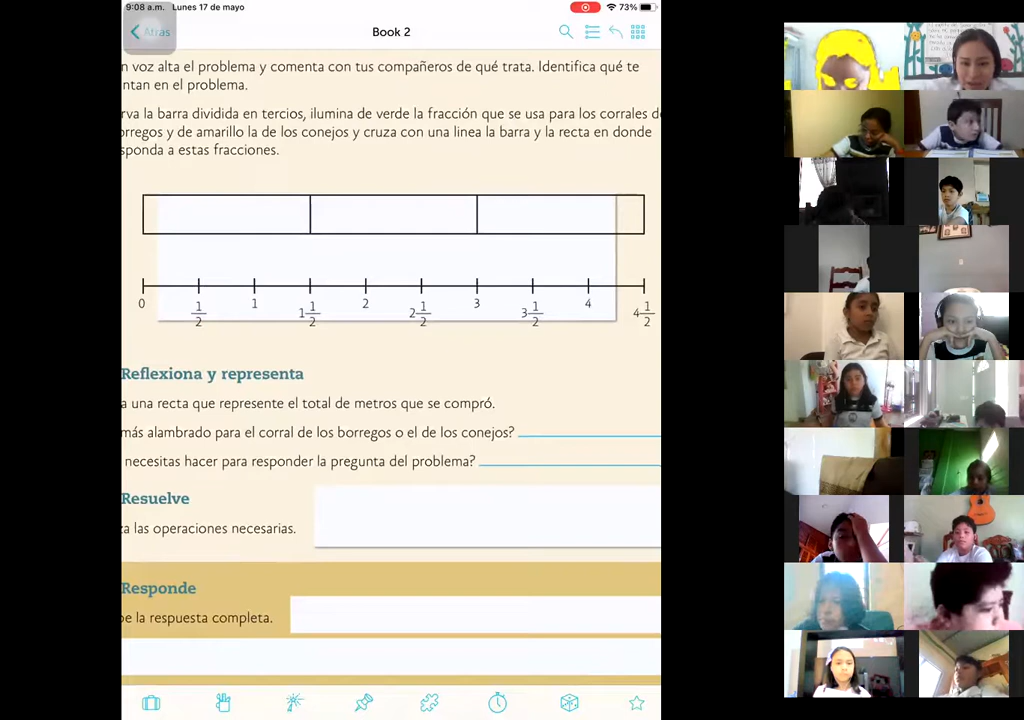 9:08 a.m. Lunes 17 de mayo
73%
Atrás
Book 2
n voz alta el problema y comenta con tus compañeros de qué trata. Identifica qué te
ntan en el problema.
rva la barra dividida en tercios, ilumina de verde la fracción que se usa para los corrales d
orregos y de amarillo la de los conejos y cruza con una linea la barra y la recta en donde
sponda a estas fracciones.
0 1/2 1 1 1/2 2 2 1/2 3 3 1/2 4 4 1/2
Reflexiona y representa
a una recta que represente el total de metros que se compró.
más alambrado para el corral de los borregos o el de los conejos?
necesitas hacer para responder la pregunta del problema?
Resuelve
za las operaciones necesarias.
Responde
be la respuesta completa.